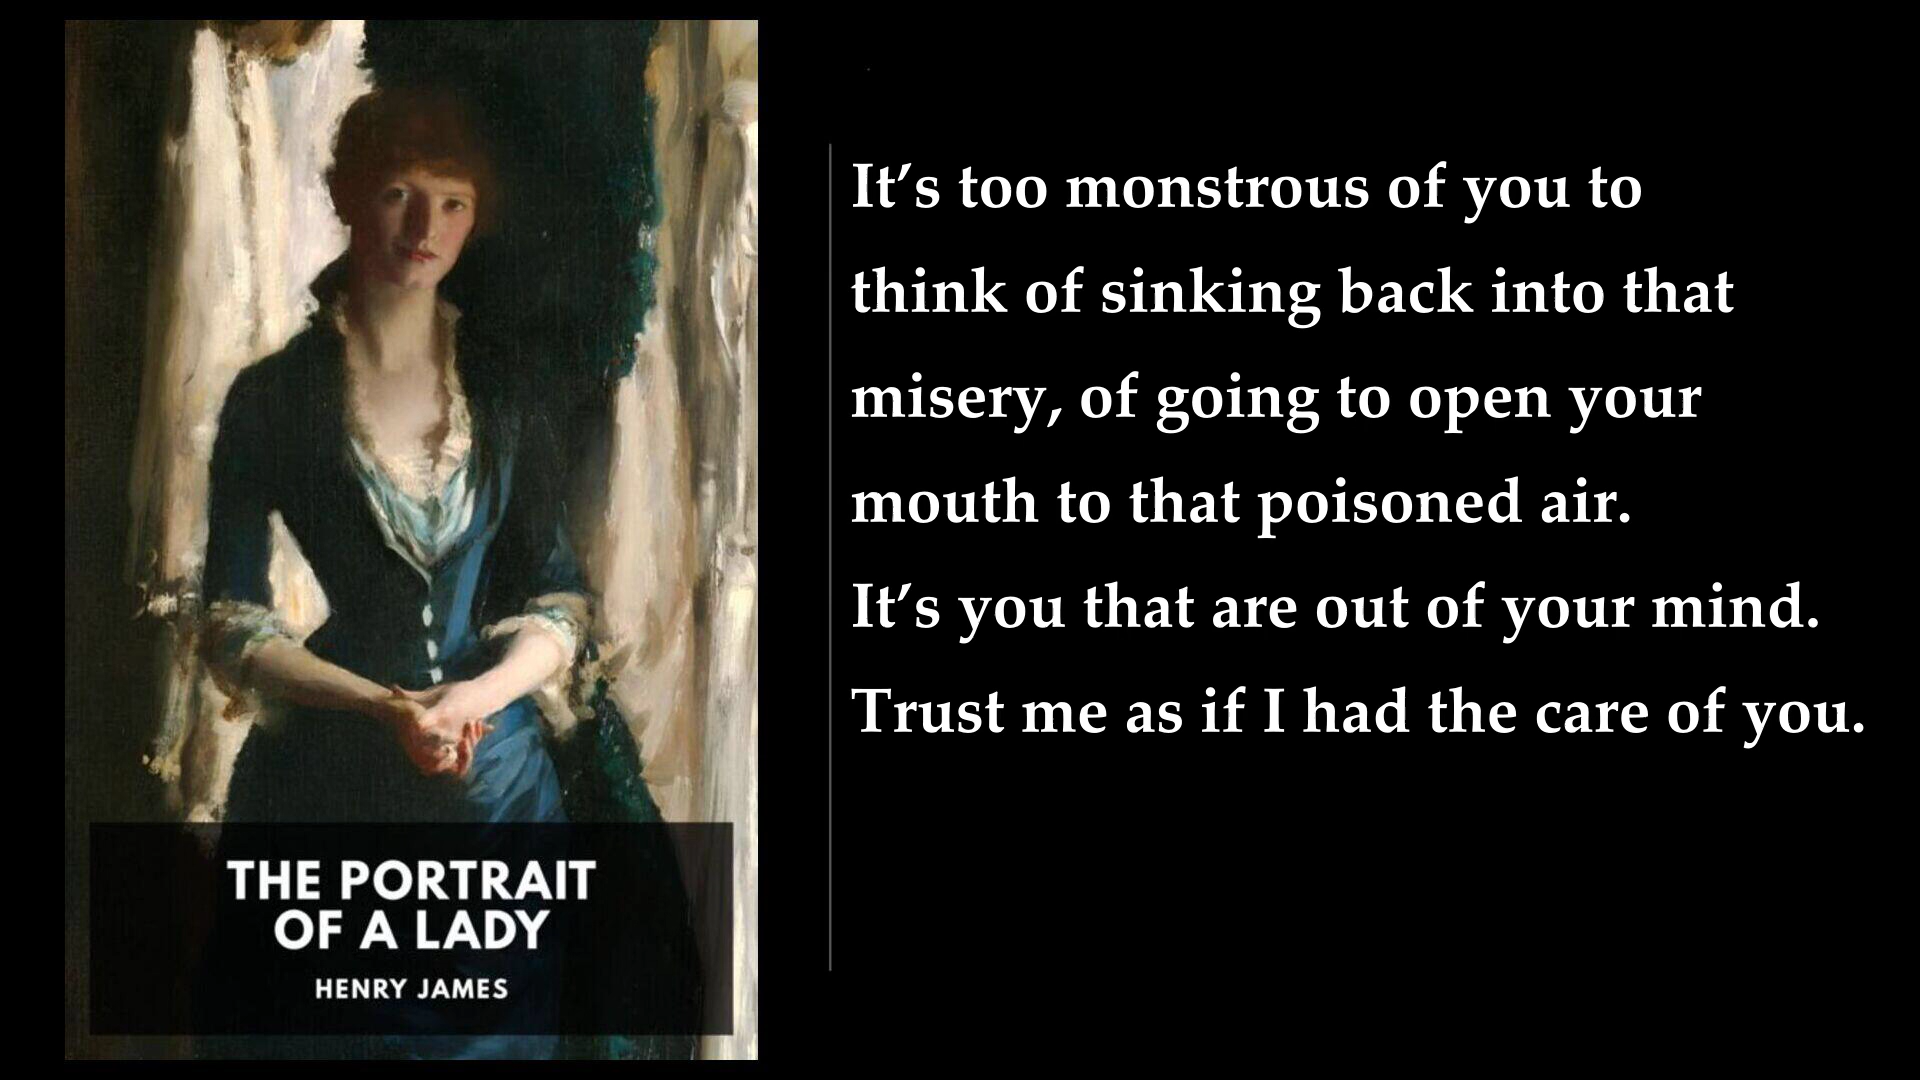 THE PORTRAIT
OF A LADY
HENRY JAMES
It’s too monstrous of you to
think of sinking back into that
misery, of going to open your
mouth to that poisoned air.
It’s you that are out of your mind.
Trust me as if I had the care of you.